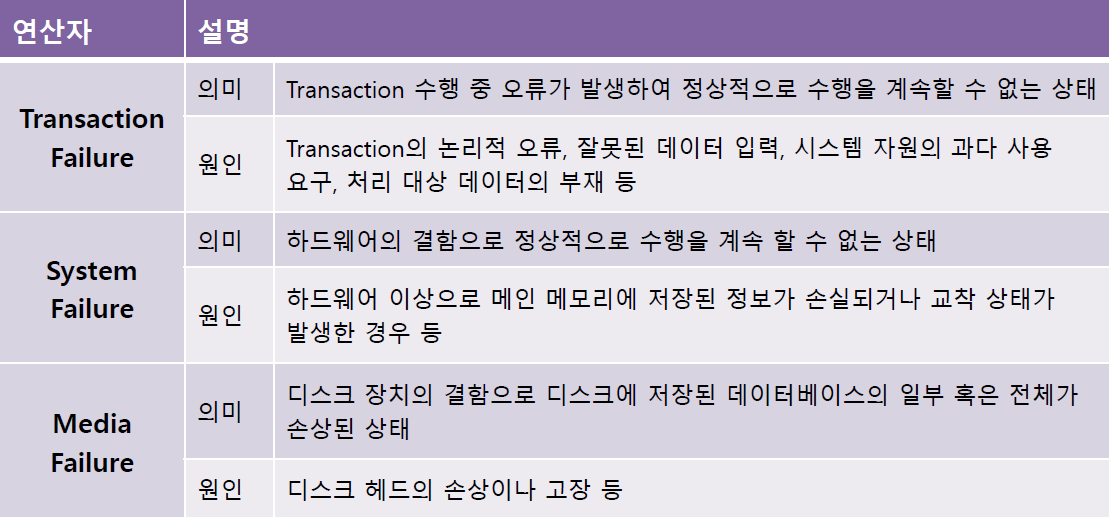 연산자 설명
Transaction
Failure
의미 Transaction 수행 중 오류가 발생하여 정상적으로 수행을 계속할 수 없는 상태
원인 Transaction의 논리적 오류, 잘못된 데이터 입력, 시스템 자원의 과다 사용
요구, 처리 대상 데이터의 부재 등
System
Failure
의미 하드웨어의 결함으로 정상적으로 수행을 계속 할 수 없는 상태
원인 하드웨어 이상으로 메인 메모리에 저장된 정보가 손실되거나 교착 상태가
발생한 경우 등
Media
Failure
의미 디스크 장치의 결함으로 디스크에 저장된 데이터베이스의 일부 혹은 전체가
손상된 상태
원인 디스크 헤드의 손상이나 고장 등